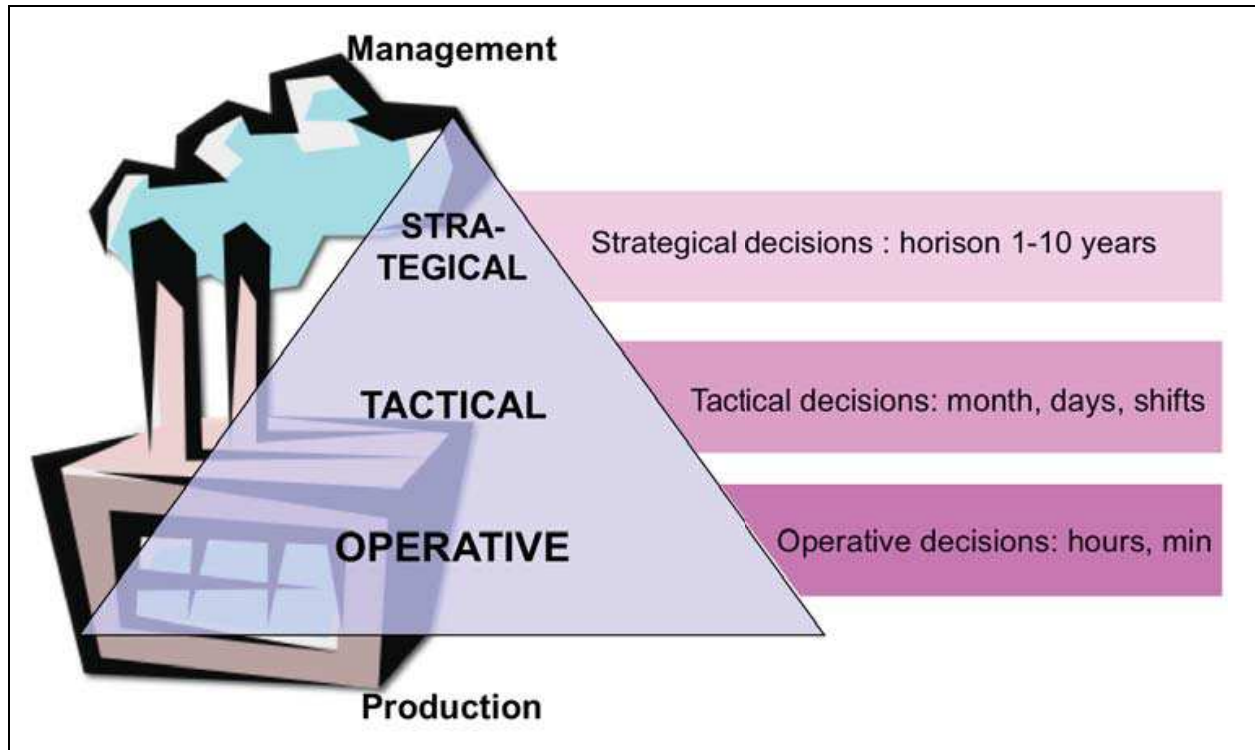 Management
STRA-
TEGICAL
Strategical decisions : horison 1-10 years
TACTICAL
Tactical decisions: month, days, shifts
OPERATIVE
Operative decisions: hours, min
Production